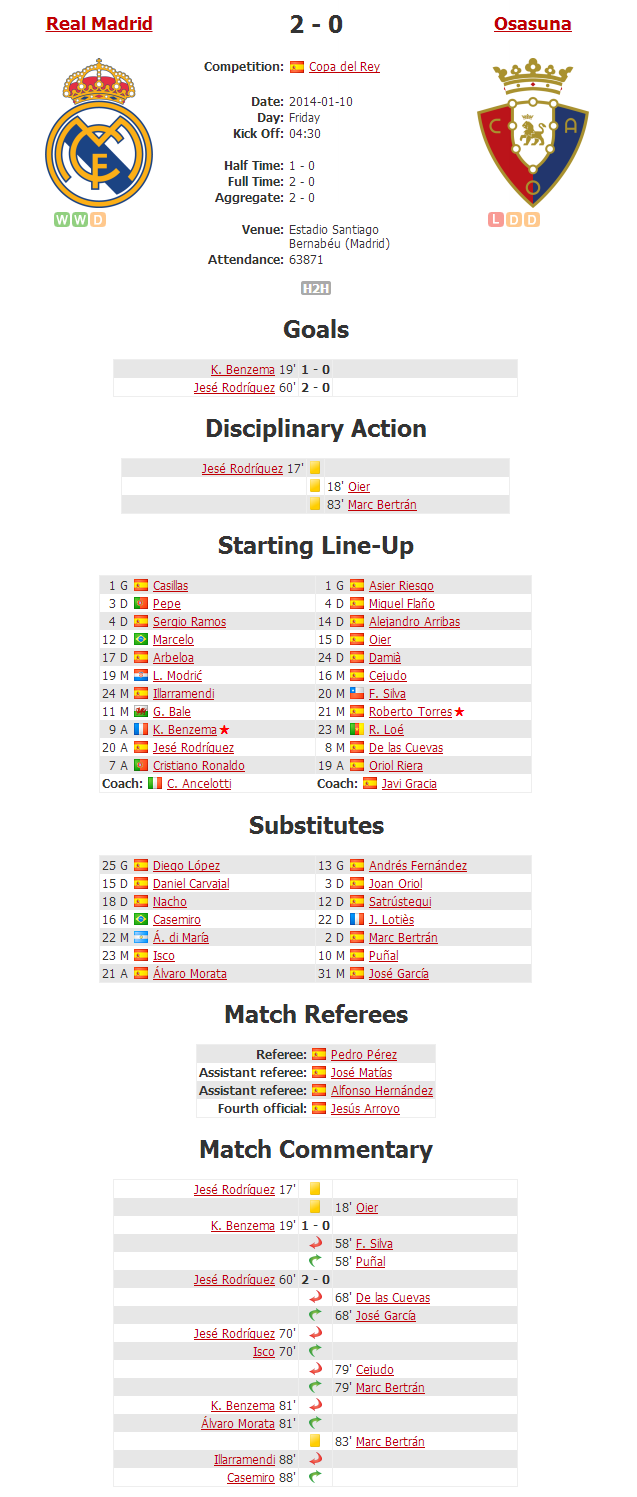 Real Madrid 2 - 0 Osasuna
Competition: Copa del Rey
Date: 2014-01-10
Day: Friday
Kick Off: 04:30
Half Time: 1 - 0
Full Time: 2 - 0
Aggregate: 2 - 0
Venue: Estadio Santiago
Bernabéu (Madrid)
Attendance: 63871
C A
O
W W D
L D D
H2H
Goals
K. Benzema 19' 1 - 0
Jesé Rodríguez 60' 2 - 0
Disciplinary Action
Jesé Rodríguez 17'
18' Oier
83' Marc Bertrán
Starting Line-Up
1 G Casillas 1 G Asier Riesgo
3 D Pepe 4 D Miguel Flaño
4 D Sergio Ramos 14 D Alejandro Arribas
12 D Marcelo 15 D Oier
17 D Arbeloa 24 D Damià
19 M L. Modrić 16 M Cejudo
24 M Illarramendi 20 M F. Silva
11 M G. Bale 21 M Roberto Torres
9 A K. Benzema 23 M R. Loé
20 A Jesé Rodríguez 8 M De las Cuevas
7 A Cristiano Ronaldo 19 A Oriol Riera
Coach: C. Ancelotti Coach: Javi Gracia
Substitutes
25 G Diego López 13 G Andrés Fernández
15 D Daniel Carvajal 3 D Joan Oriol
18 D Nacho 12 D Satrústegui
16 M Casemiro 22 D J. Lotiès
22 M Á. di María 2 D Marc Bertrán
23 M Isco 10 M Puñal
21 A Álvaro Morata 31 M José García
Match Referees
Referee: Pedro Pérez
Assistant referee: José Matías
Assistant referee: Alfonso Hernández
Fourth official: Jesús Arroyo
Match Commentary
Jesé Rodríguez 17'
18' Oier
K. Benzema 19' 1 - 0
58' F. Silva
58' Puñal
Jesé Rodríguez 60' 2 - 0
68' De las Cuevas
68' José García
Jesé Rodríguez 70'
Isco 70'
79' Cejudo
79' Marc Bertrán
K. Benzema 81'
Álvaro Morata 81'
83' Marc Bertrán
Illarramendi 88'
Casemiro 88'